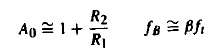 A₀ ≅ 1 + R₂/R₁    f_B ≅ βf_t